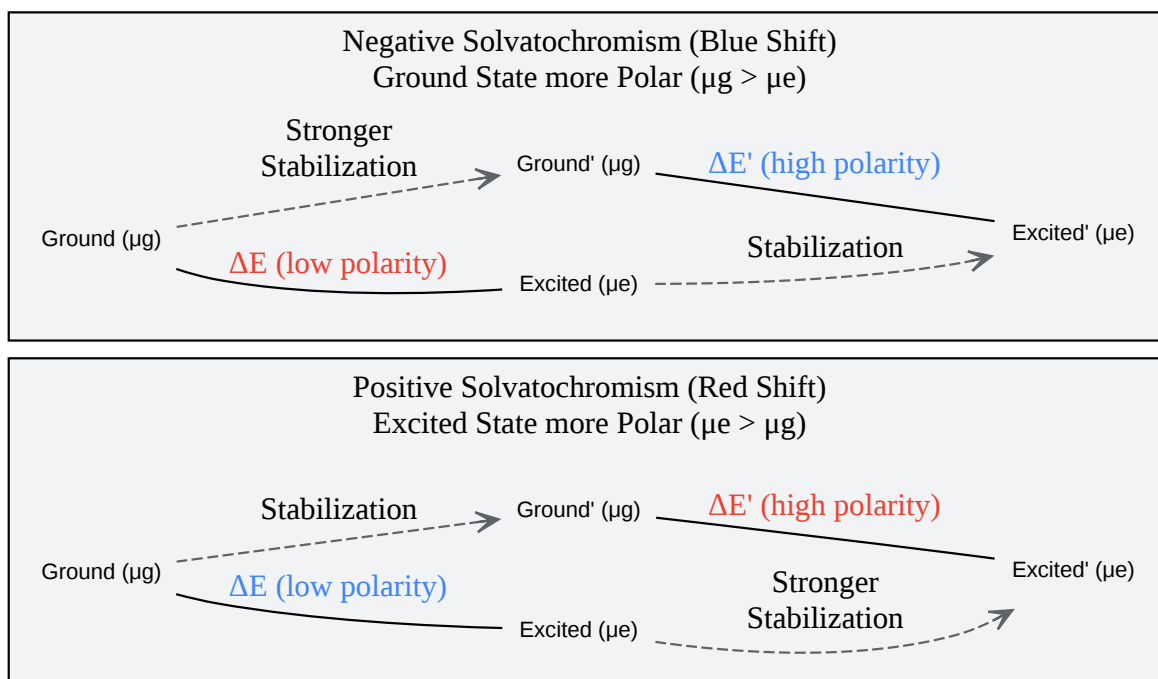 Negative Solvatochromism (Blue Shift)
Ground State more Polar (μg > μe)
Stronger
Stabilization
Ground' (μg)
ΔE' (high polarity)
Ground (μg)
ΔE (low polarity)
Excited (μe)
Stabilization
Excited' (μe)
Positive Solvatochromism (Red Shift)
Excited State more Polar (μe > μg)
Stabilization
Ground' (μg)
ΔE' (high polarity)
Ground (μg)
ΔE (low polarity)
Excited (μe)
Stronger
Stabilization
Excited' (μe)